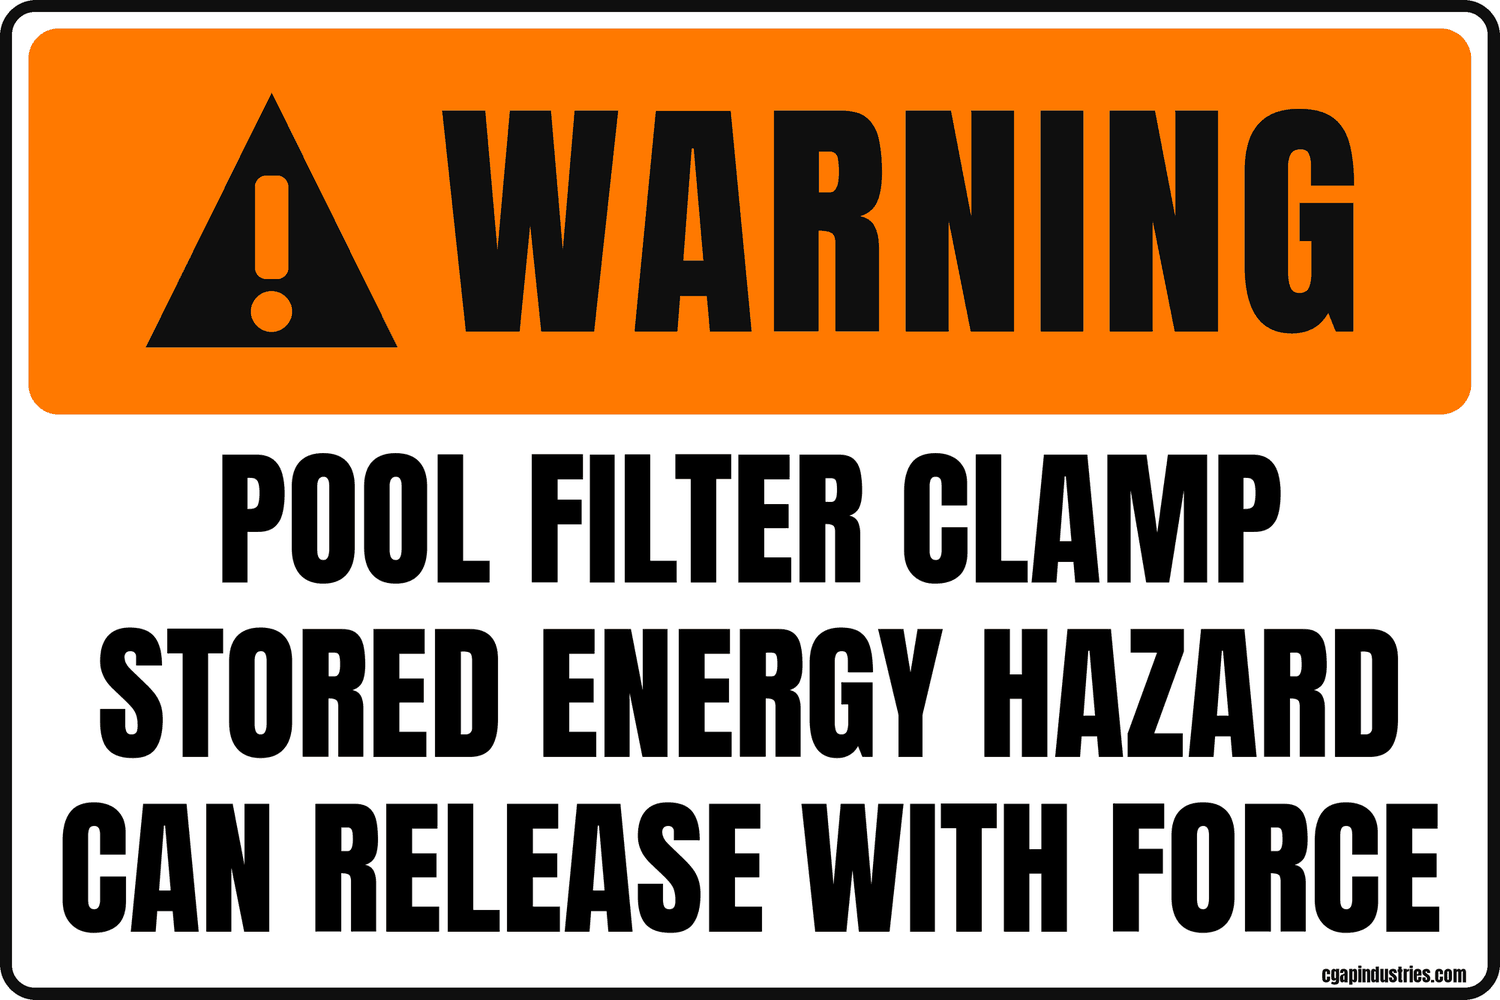 WARNING
POOL FILTER CLAMP
STORED ENERGY HAZARD
CAN RELEASE WITH FORCE
cgapindustries.com